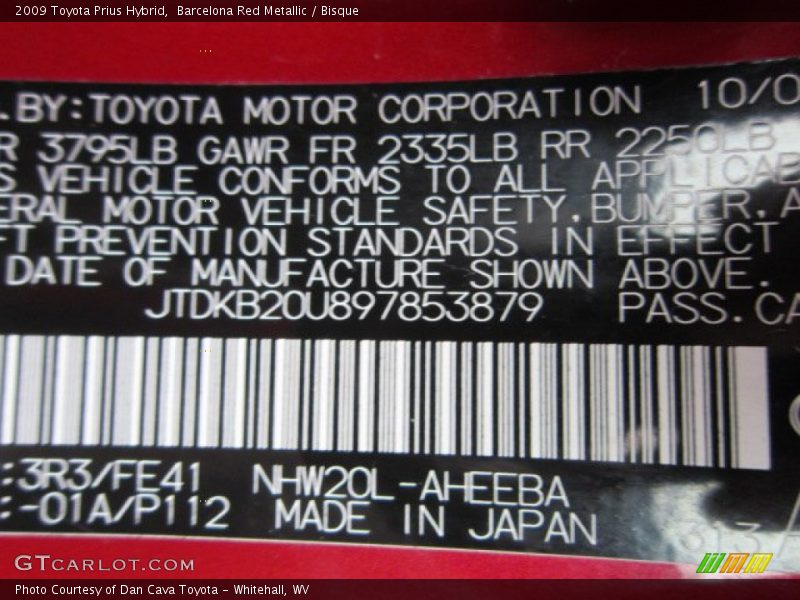 2009 Toyota Prius Hybrid,  Barcelona Red Metallic / Bisque
.BY:TOYOTA MOTOR CORPORATION 10/0
R 3795LB GAWR FR 2335LB RR 2250LB
S VEHICLE CONFORMS TO ALL APPLICAB
ERAL MOTOR VEHICLE SAFETY,BUMPER,A
FT PREVENTION STANDARDS IN EFFECT
DATE OF MANUFACTURE SHOWN ABOVE.
JTDKB20U897853879 PASS.CA
:3R3/FE41 NHW20L-AHEEBA
:-01A/P112 MADE IN JAPAN
313
GTCARLOT.COM
Photo Courtesy of Dan Cava Toyota - Whitehall, WV